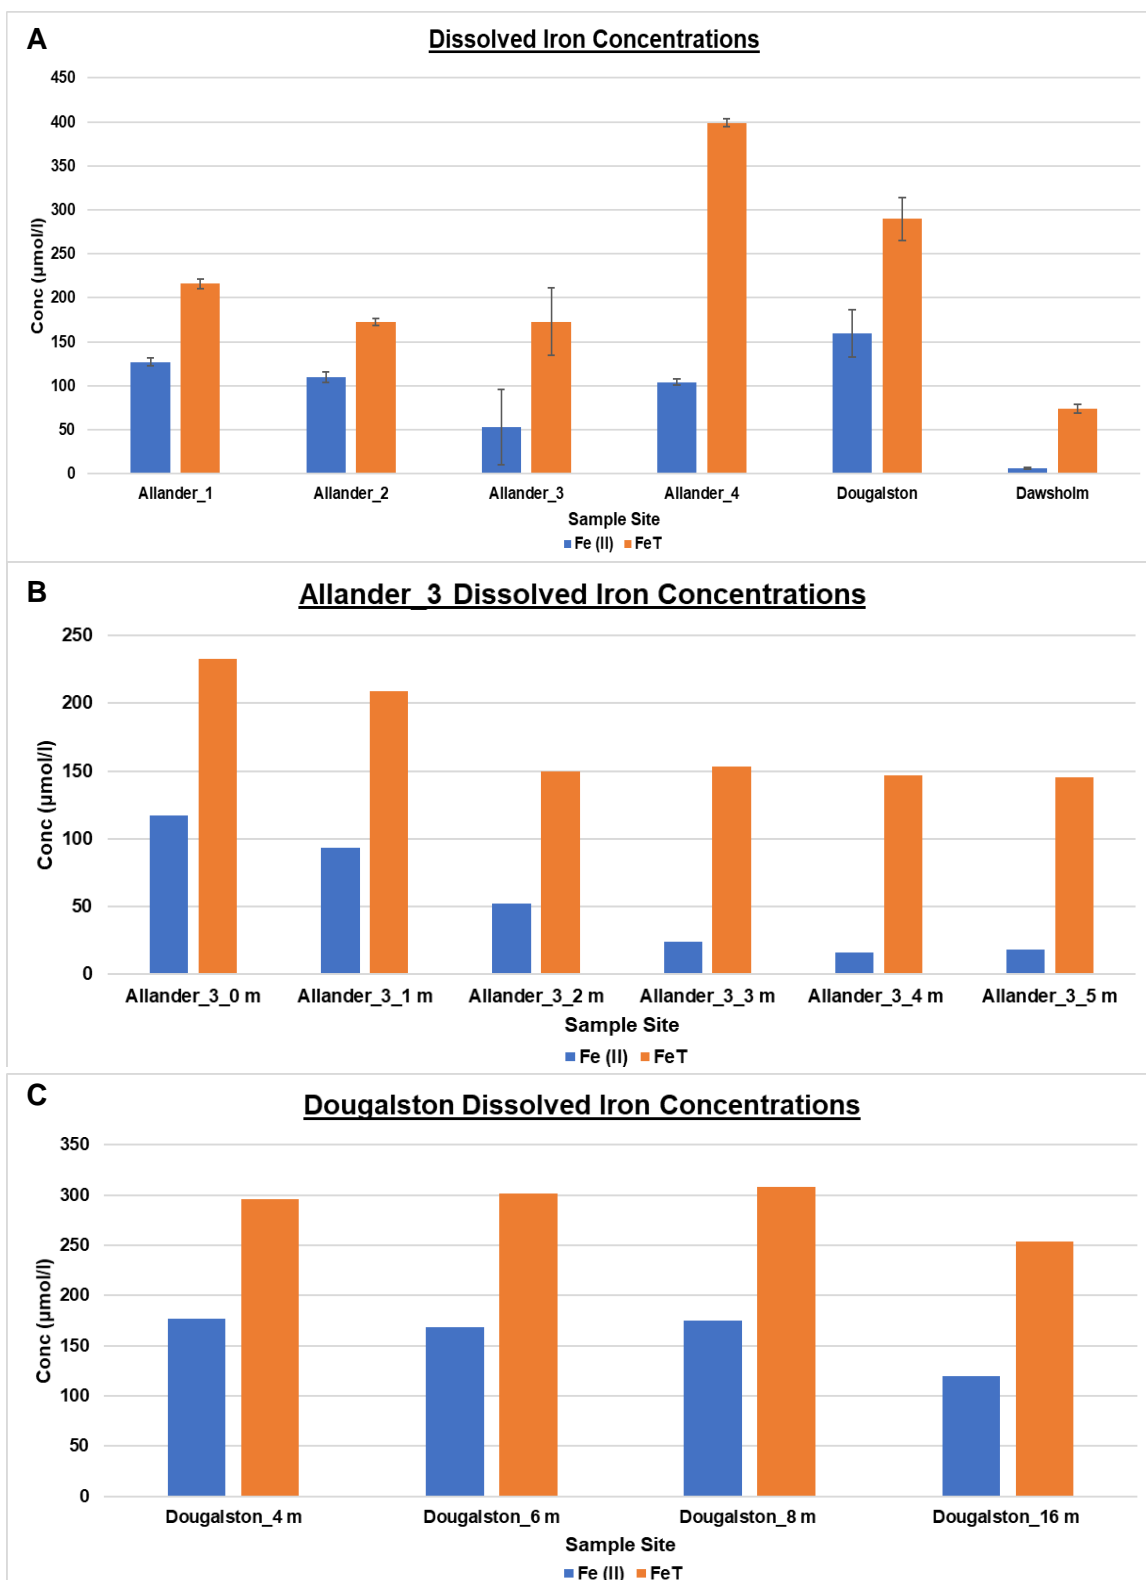 A
Dissolved Iron Concentrations
450
400
350
300
250
200
150
100
50
0
Conc (µmol/l)
Allander_1 Allander_2 Allander_3 Allander_4 Dougalston Dawsholm
Sample Site
Fe (II) FeT
B
Allander_3 Dissolved Iron Concentrations
250
200
150
100
50
0
Conc (µmol/l)
Allander_3_0 m Allander_3_1 m Allander_3_2 m Allander_3_3 m Allander_3_4 m Allander_3_5 m
Sample Site
Fe (II) FeT
C
Dougalston Dissolved Iron Concentrations
350
300
250
200
150
100
50
0
Conc (µmol/l)
Dougalston_4 m Dougalston_6 m Dougalston_8 m Dougalston_16 m
Sample Site
Fe (II) FeT